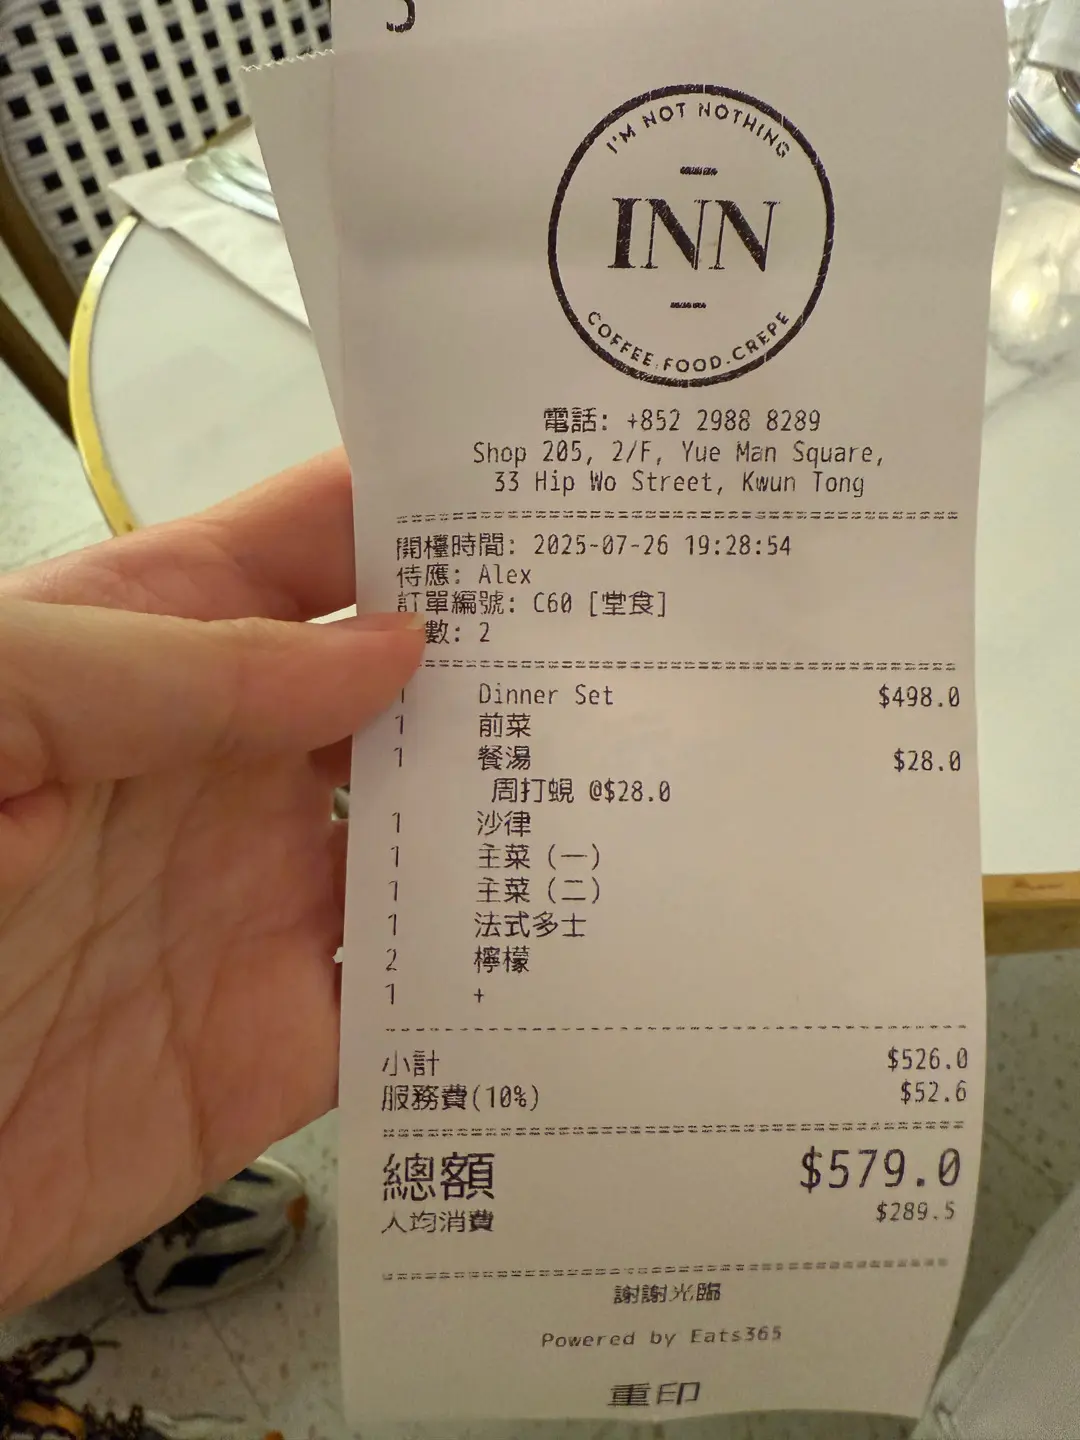 I'M NOT NOTHING
INN
COFFEE.FOOD.CREPE
電話: +852 2988 8289
Shop 205, 2/F, Yue Man Square,
33 Hip Wo Street, Kwun Tong
開檯時間: 2025-07-26 19:28:54
侍應: Alex
訂單編號: C60 [堂食]
數: 2
1 Dinner Set $498.0
1 前菜
1 餐湯 $28.0
周打蜆 @$28.0
1 沙律
1 主菜 (一)
1 主菜 (二)
1 法式多士
2 檸檬
1 +
小計 $526.0
服務費(10%) $52.6
總額 $579.0
人均消費 $289.5
謝謝光臨
Powered by Eats365
重印